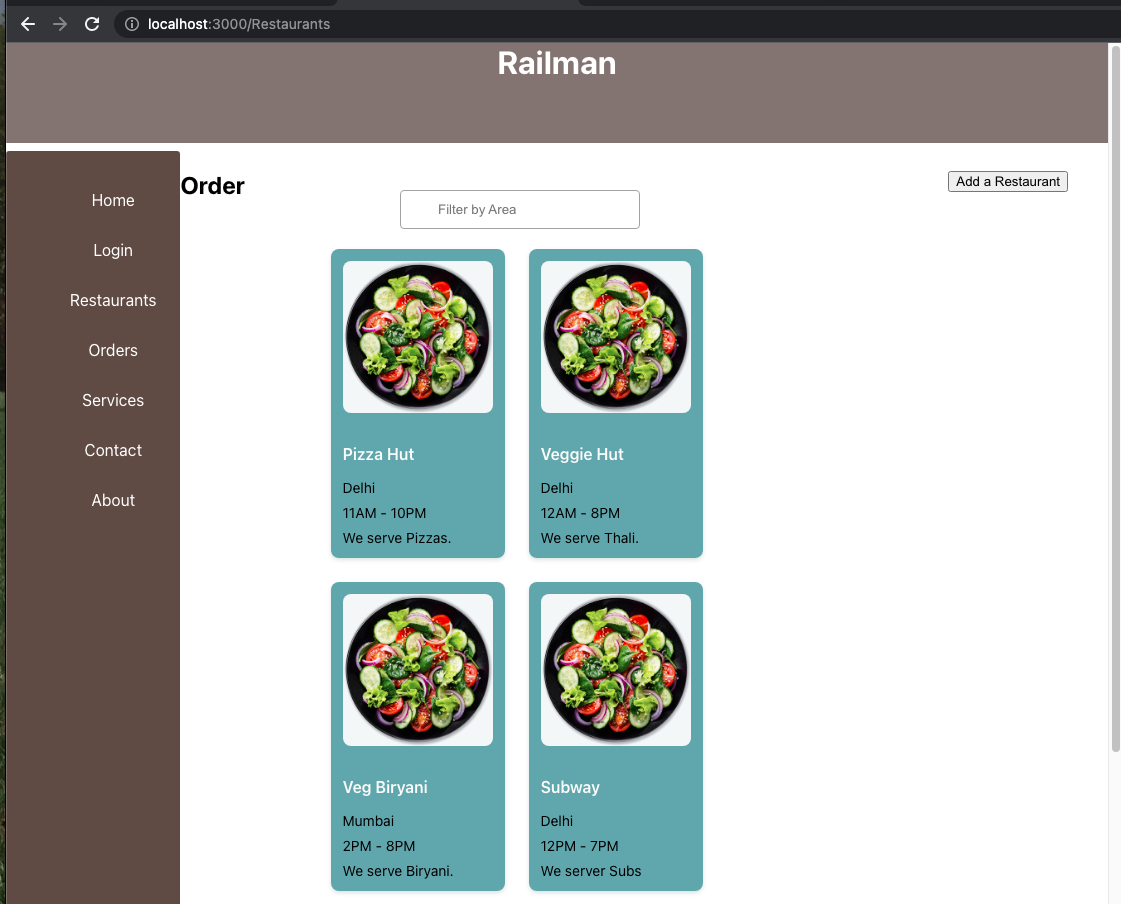 localhost:3000/Restaurants
Railman
Home
Login
Restaurants
Orders
Services
Contact
About
Order
Add a Restaurant
Filter by Area
Pizza Hut
Delhi
11AM - 10PM
We serve Pizzas.
Veggie Hut
Delhi
12AM - 8PM
We serve Thali.
Veg Biryani
Mumbai
2PM - 8PM
We serve Biryani.
Subway
Delhi
12PM - 7PM
We server Subs